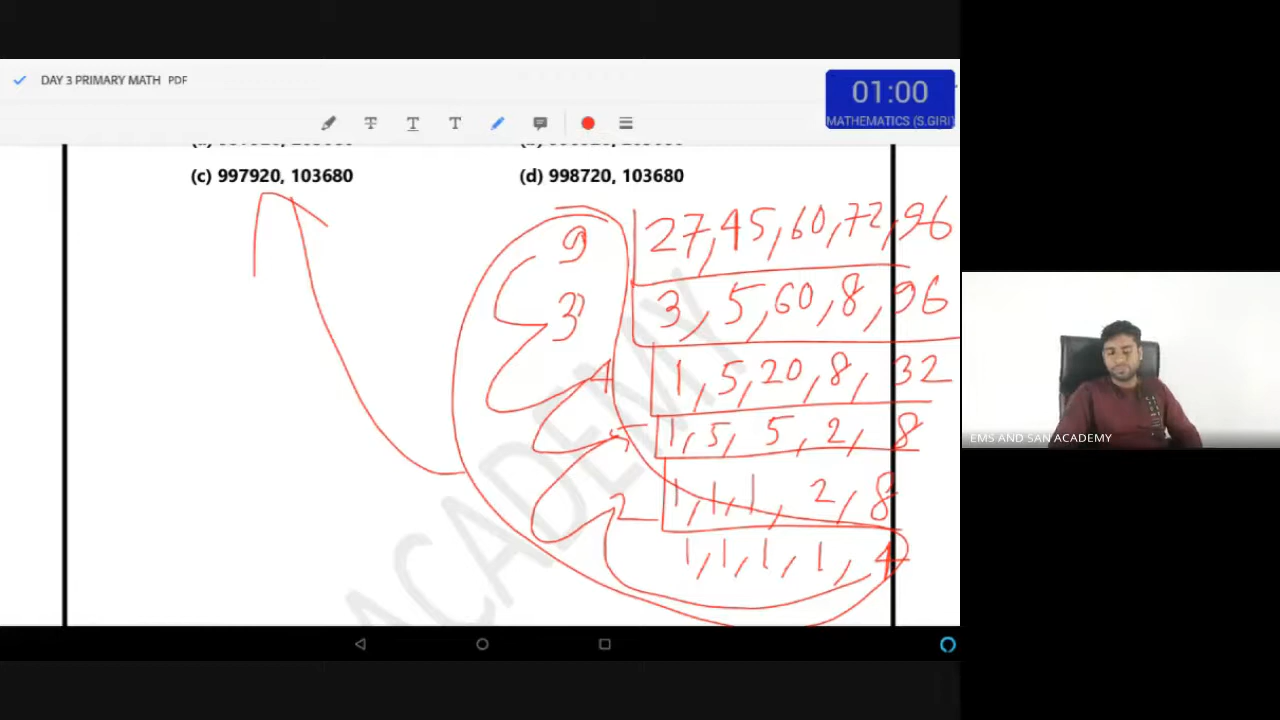 DAY 3 PRIMARY MATH PDF
01:00
MATHEMATICS (S.GIRI)
(c) 997920, 103680 (d) 998720, 103680
9 27,45,60,72,96
3 3, 5,60,8,96
4 1,5,20,8,32
5 1,5,5,2,8
2 1,1,1,2,8
1,1,1,1,4
ACADEMY
EMS AND SAN ACADEMY